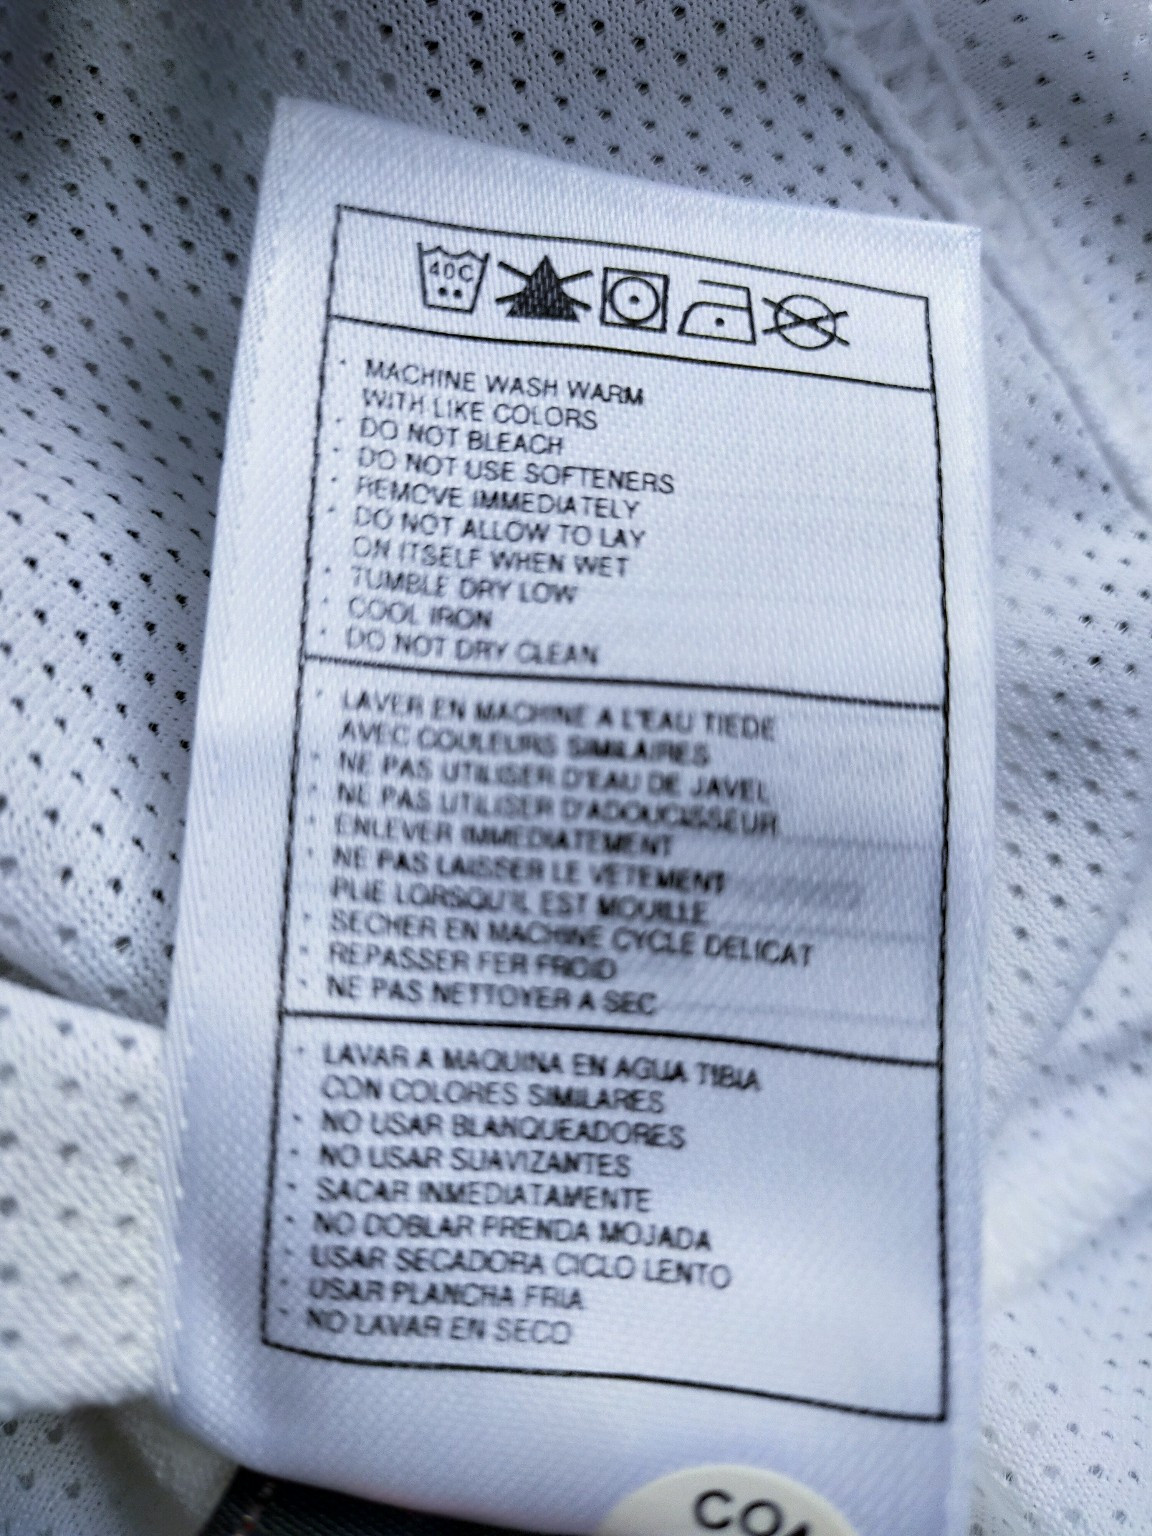 40C
· MACHINE WASH WARM
WITH LIKE COLORS
· DO NOT BLEACH
· DO NOT USE SOFTENERS
· REMOVE IMMEDIATELY
· DO NOT ALLOW TO LAY
ON ITSELF WHEN WET
· TUMBLE DRY LOW
· COOL IRON
· DO NOT DRY CLEAN
· LAVER EN MACHINE A L'EAU TIEDE
AVEC COULEURS SIMILAIRES
· NE PAS UTILISER D'EAU DE JAVEL
· NE PAS UTILISER D'ADOUCISSEUR
· ENLEVER IMMEDIATEMENT
· NE PAS LAISSER LE VETEMENT
PLIE LORSQU'IL EST MOUILLE
· SECHER EN MACHINE CYCLE DELICAT
· REPASSER FER FROID
· NE PAS NETTOYER A SEC
· LAVAR A MAQUINA EN AGUA TIBIA
CON COLORES SIMILARES
· NO USAR BLANQUEADORES
· NO USAR SUAVIZANTES
· SACAR INMEDIATAMENTE
· NO DOBLAR PRENDA MOJADA
· USAR SECADORA CICLO LENTO
· USAR PLANCHA FRIA
· NO LAVAR EN SECO